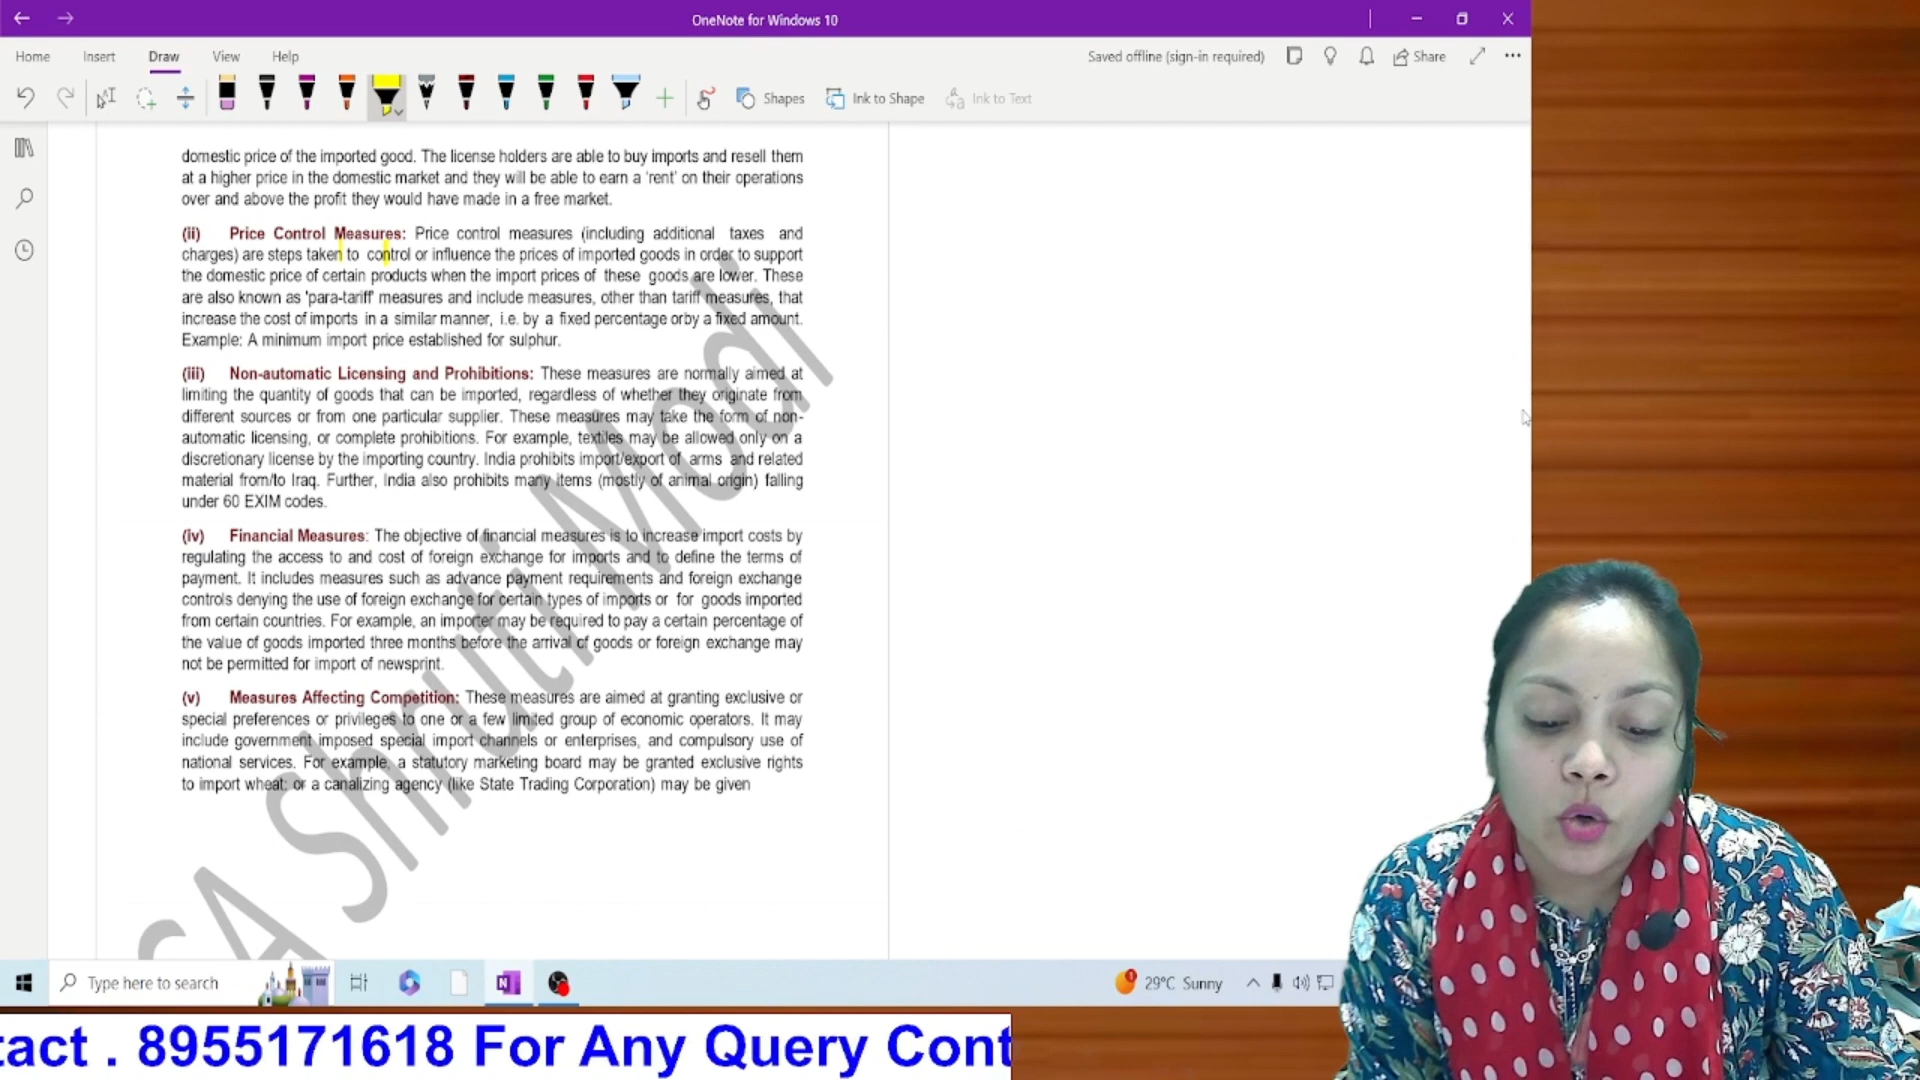 OneNote for Windows 10
Home Insert Draw View Help
Saved offline (sign-in required)
Share
Shapes
Ink to Shape
Ink to Text
domestic price of the imported good. The license holders are able to buy imports and resell them
at a higher price in the domestic market and they will be able to earn a 'rent' on their operations
over and above the profit they would have made in a free market.
(ii) Price Control Measures: Price control measures (including additional taxes and
charges) are steps taken to control or influence the prices of imported goods in order to support
the domestic price of certain products when the import prices of these goods are lower. These
are also known as 'para-tariff' measures and include measures, other than tariff measures, that
increase the cost of imports in a similar manner, i.e. by a fixed percentage orby a fixed amount.
Example: A minimum import price established for sulphur.
(iii) Non-automatic Licensing and Prohibitions: These measures are normally aimed at
limiting the quantity of goods that can be imported, regardless of whether they originate from
different sources or from one particular supplier. These measures may take the form of non-
automatic licensing, or complete prohibitions. For example, textiles may be allowed only on a
discretionary license by the importing country. India prohibits import/export of arms and related
material from/to Iraq. Further, India also prohibits many items (mostly of animal origin) falling
under 60 EXIM codes.
(iv) Financial Measures: The objective of financial measures is to increase import costs by
regulating the access to and cost of foreign exchange for imports and to define the terms of
payment. It includes measures such as advance payment requirements and foreign exchange
controls denying the use of foreign exchange for certain types of imports or for goods imported
from certain countries. For example, an importer may be required to pay a certain percentage of
the value of goods imported three months before the arrival of goods or foreign exchange may
not be permitted for import of newsprint.
(v) Measures Affecting Competition: These measures are aimed at granting exclusive or
special preferences or privileges to one or a few limited group of economic operators. It may
include government imposed special import channels or enterprises, and compulsory use of
national services. For example, a statutory marketing board may be granted exclusive rights
to import wheat; or a canalizing agency (like State Trading Corporation) may be given
CA Shruti Modi
Type here to search
29°C Sunny
tact . 8955171618 For Any Query Cont